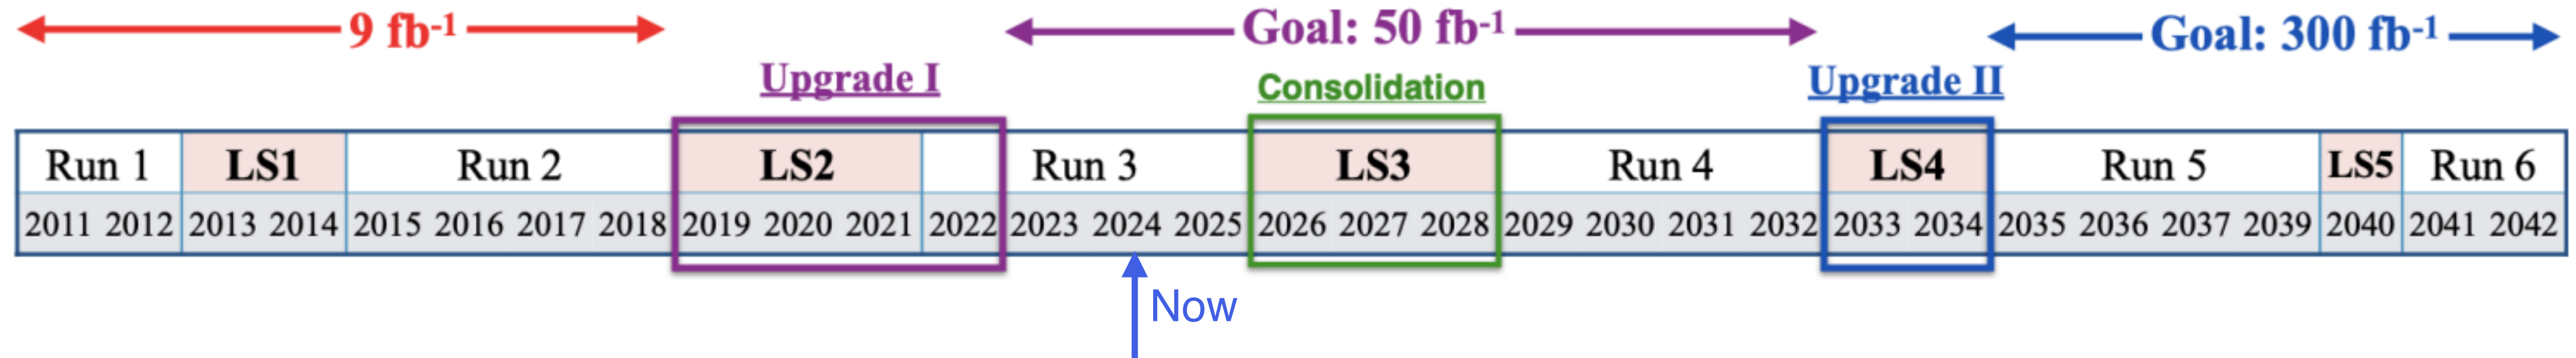 9 fb-1 Goal: 50 fb-1 Goal: 300 fb-1
Upgrade I Consolidation Upgrade II
Run 1 LS1 Run 2 LS2 Run 3 LS3 Run 4 LS4 Run 5 LS5 Run 6
2011 2012 2013 2014 2015 2016 2017 2018 2019 2020 2021 2022 2023 2024 2025 2026 2027 2028 2029 2030 2031 2032 2033 2034 2035 2036 2037 2039 2040 2041 2042
Now